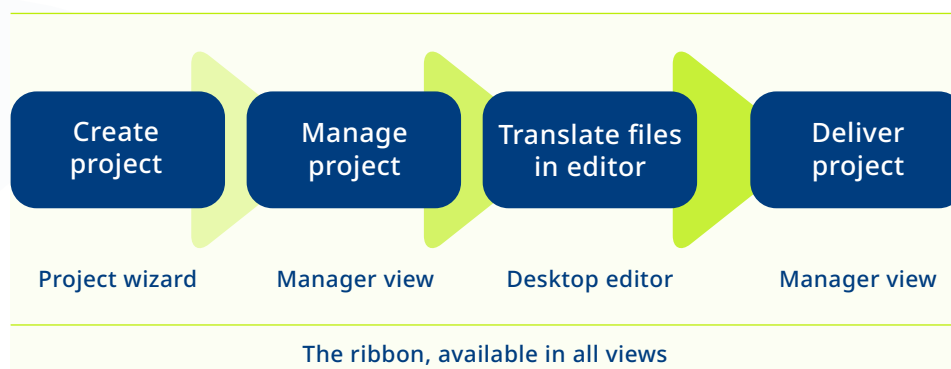 Create
project
Manage
project
Translate files
in editor
Deliver
project
Project wizard
Manager view
Desktop editor
Manager view
The ribbon, available in all views